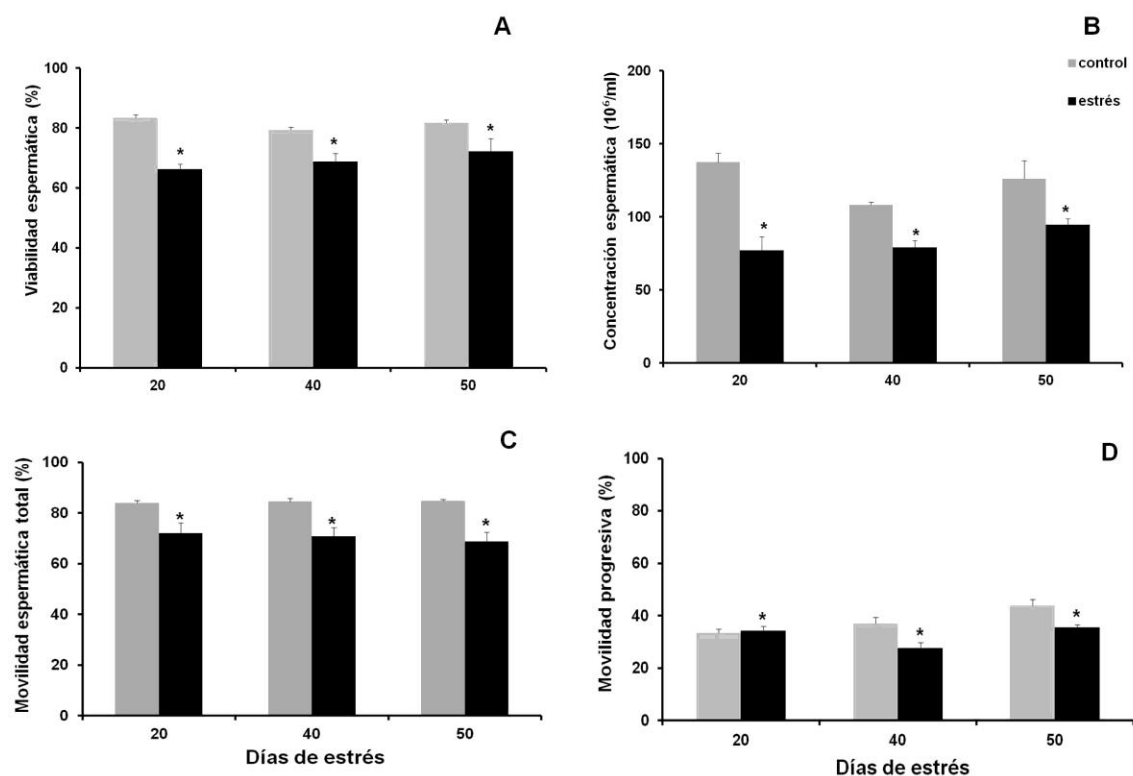 A
Viabilidad espermática (%)
100
80
60
40
20
0
*
*
*
20 40 50
B
control
estrés
Concentración espermática (10⁶/ml)
200
150
100
50
0
*
*
*
20 40 50
C
Movilidad espermática total (%)
100
80
60
40
20
0
*
*
*
20 40 50
Días de estrés
D
Movilidad progresiva (%)
100
80
60
40
20
0
*
*
*
20 40 50
Días de estrés